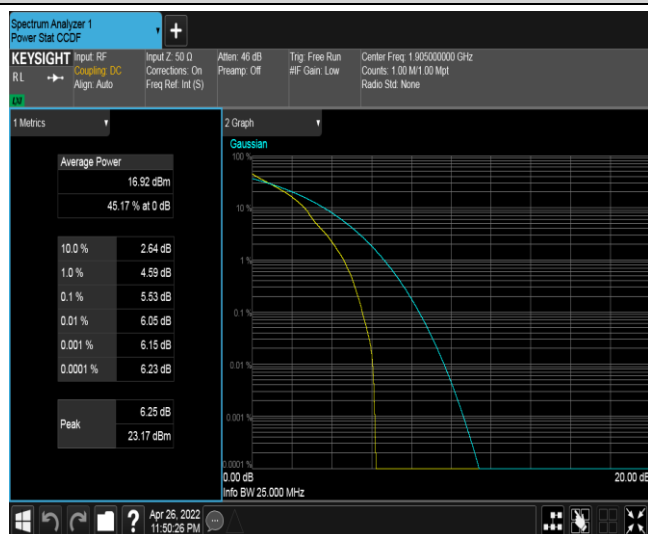 Spectrum Analyzer 1
Power Stat CCDF
+
KEYSIGHT Input: RF
R L Coupling: DC
Align: Auto
Input Z: 50 Ω
Corrections: On
Freq Ref: Int (S)
Atten: 46 dB
Preamp: Off
Trig: Free Run
#IF Gain: Low
Center Freq: 1.905000000 GHz
Counts: 1.00 M/1.00 Mpt
Radio Std: None
LXI
1 Metrics
Average Power
16.92 dBm
45.17 % at 0 dB
10.0 % 2.64 dB
1.0 % 4.59 dB
0.1 % 5.53 dB
0.01 % 6.05 dB
0.001 % 6.15 dB
0.0001 % 6.23 dB
Peak 6.25 dB
23.17 dBm
2 Graph
Gaussian
100 %
10 %
1 %
0.1 %
0.01 %
0.001 %
0.0001 %
0.00 dB 20.00 dB
Info BW 25.000 MHz
? Apr 26, 2022
11:50:26 PM